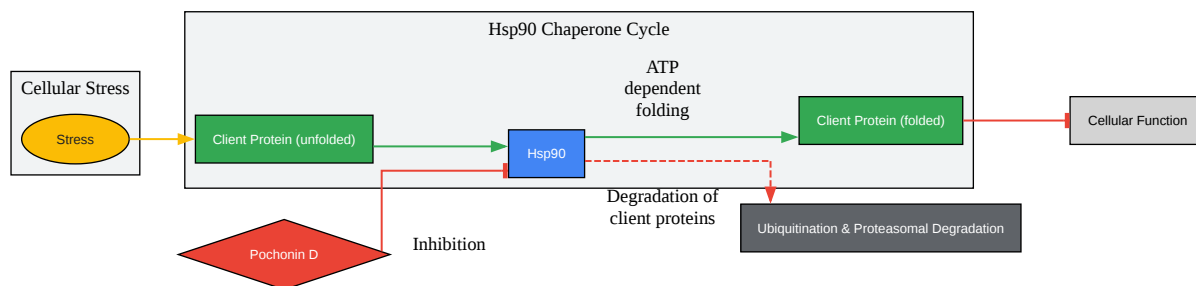 Hsp90 Chaperone Cycle
Cellular Stress
Stress
Client Protein (unfolded)
Hsp90
ATP
dependent
folding
Client Protein (folded)
Cellular Function
Degradation of
client proteins
Ubiquitination & Proteasomal Degradation
Pochonin D
Inhibition